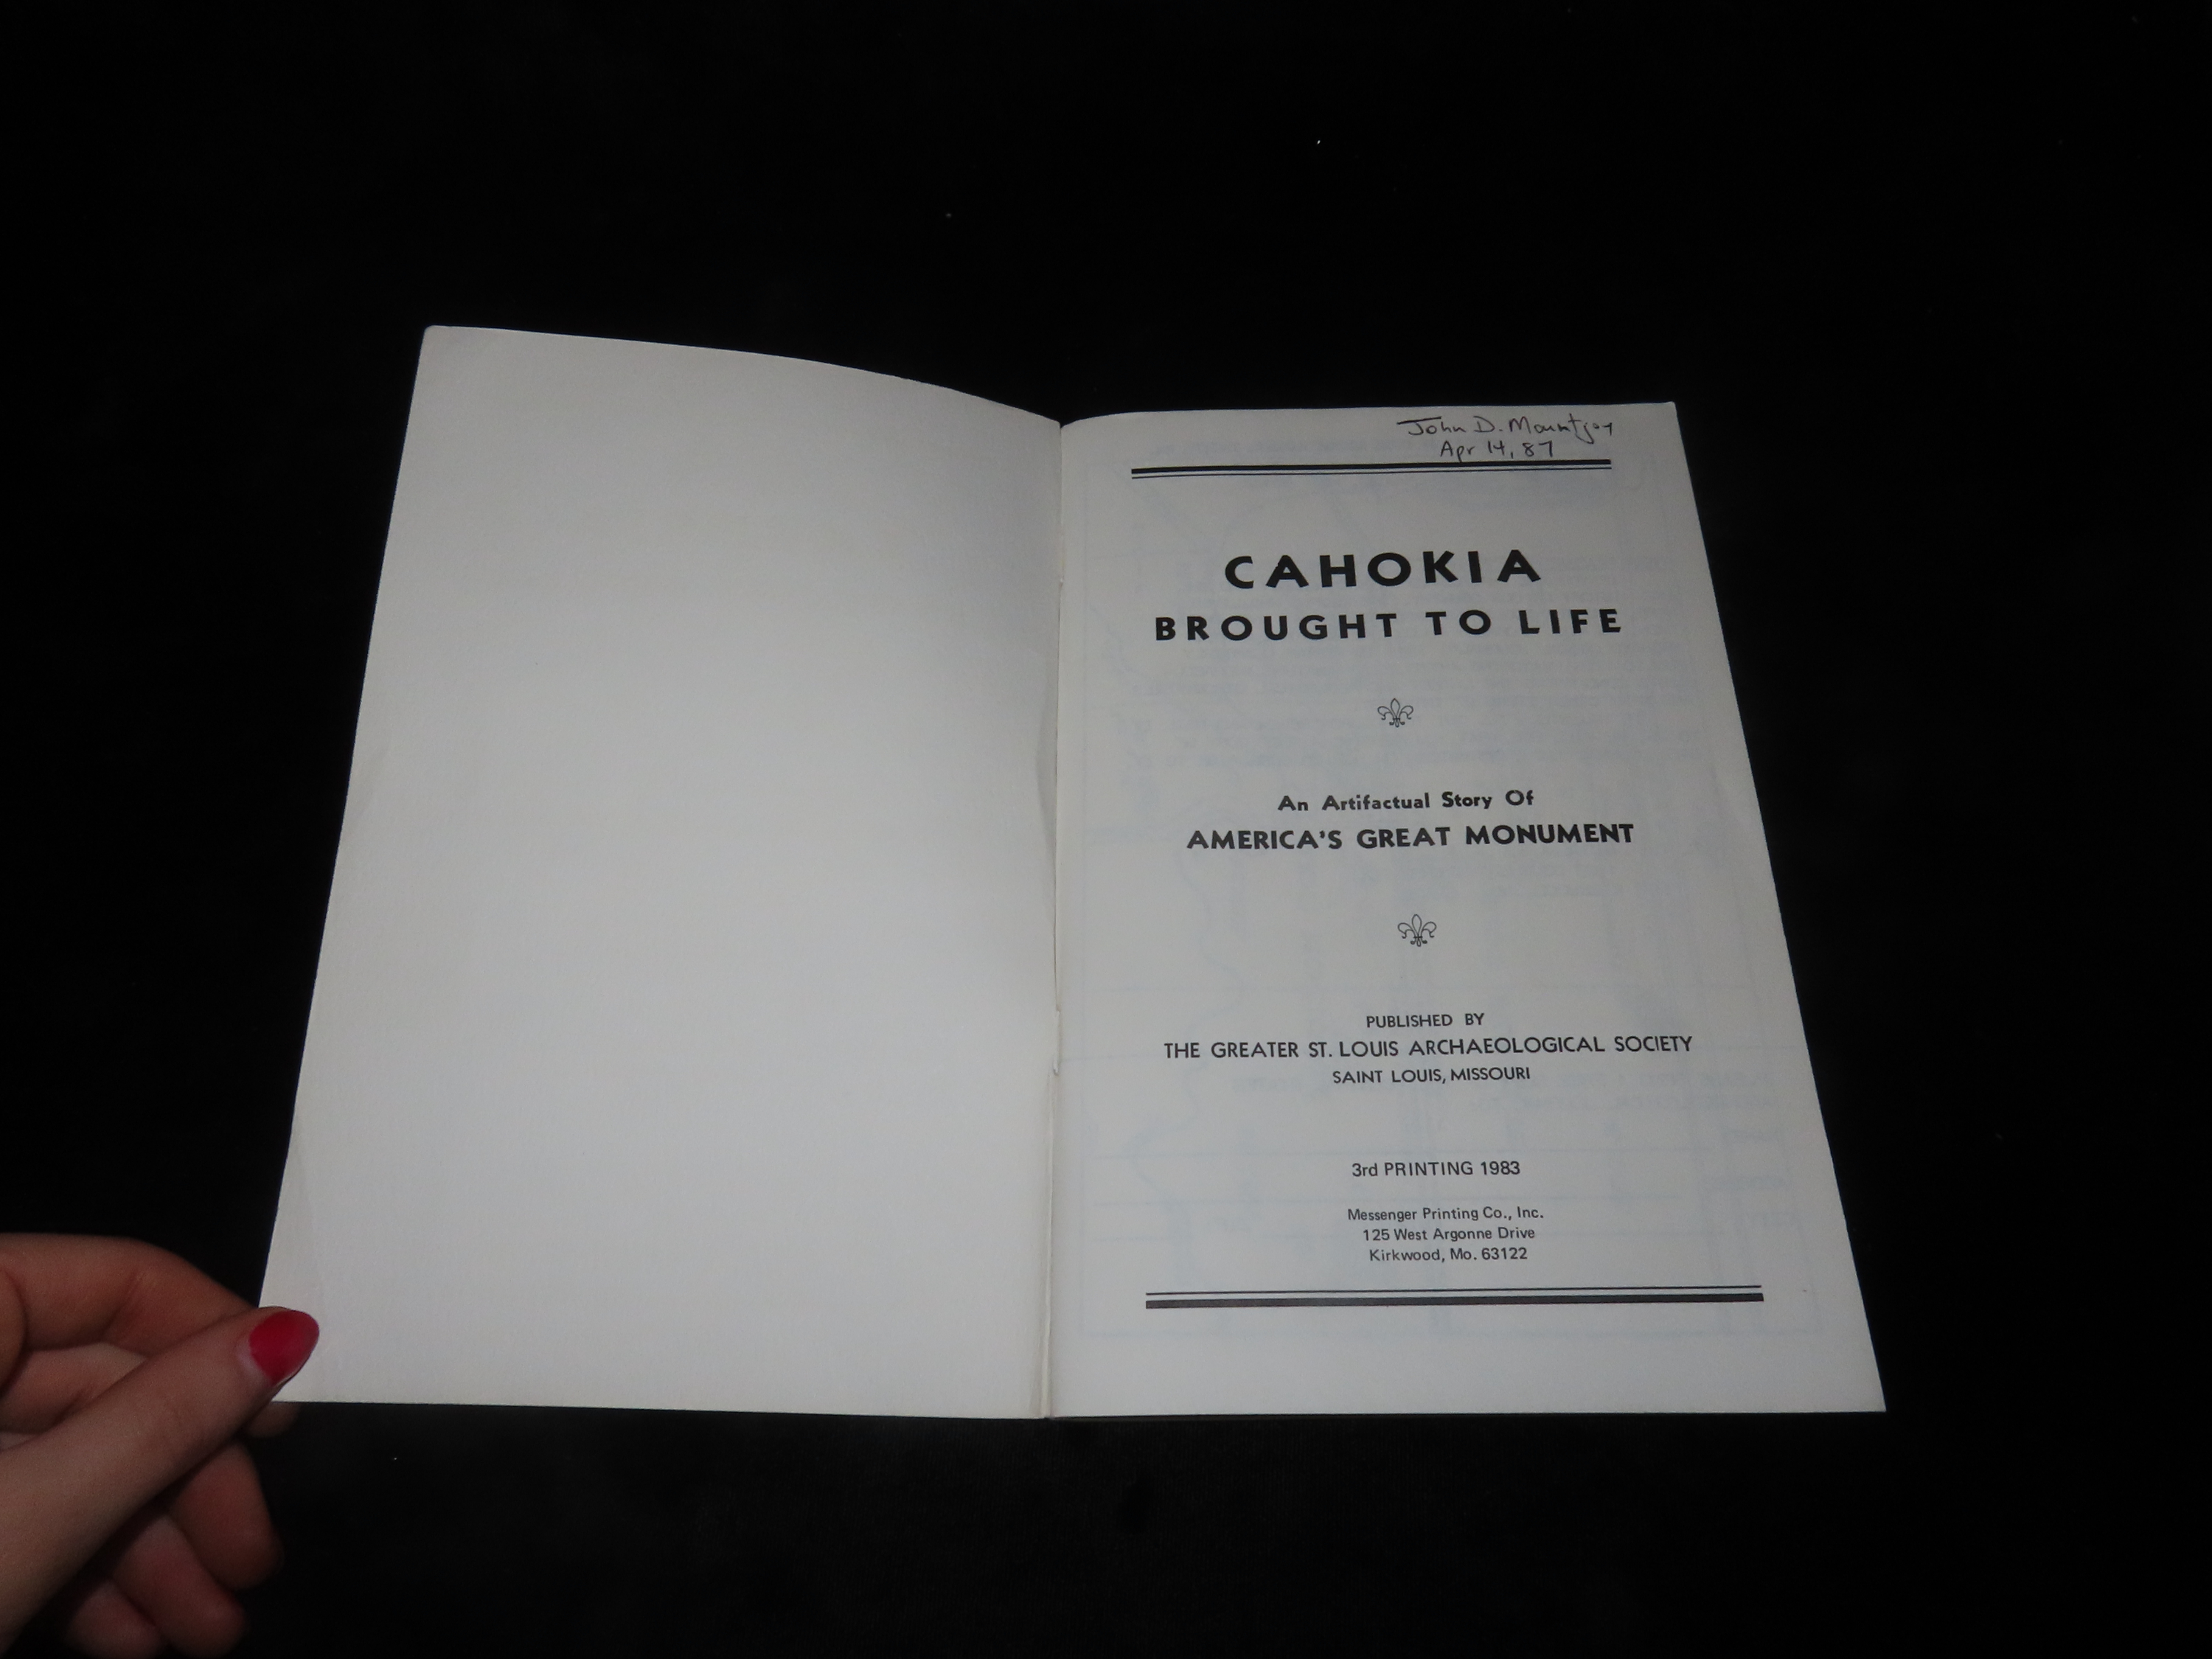 John D. Mountjoy
Apr 14, 87
CAHOKIA
BROUGHT TO LIFE
An Artifactual Story Of
AMERICA'S GREAT MONUMENT
PUBLISHED BY
THE GREATER ST. LOUIS ARCHAEOLOGICAL SOCIETY
SAINT LOUIS, MISSOURI
3rd PRINTING 1983
Messenger Printing Co., Inc.
125 West Argonne Drive
Kirkwood, Mo. 63122